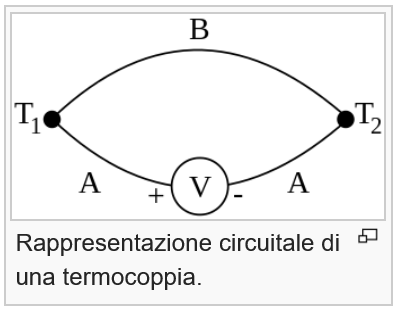 B
T1 T2
A A
+ V -
Rappresentazione circuitale di
una termocoppia.